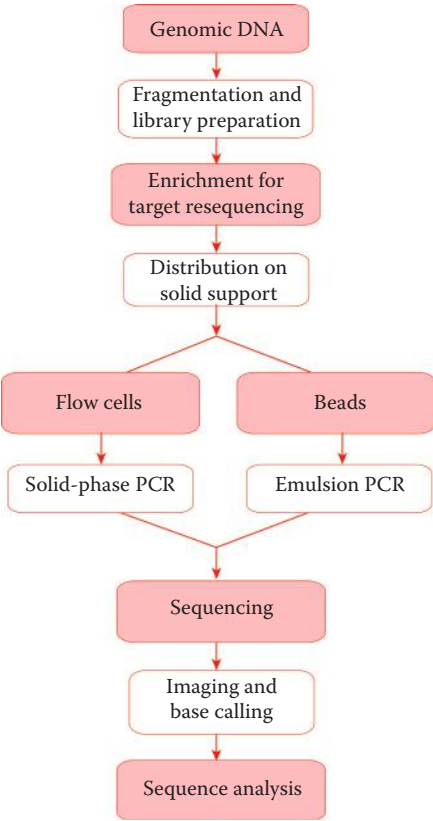 Genomic DNA
Fragmentation and
library preparation
Enrichment for
target resequencing
Distribution on
solid support
Flow cells
Beads
Solid-phase PCR
Emulsion PCR
Sequencing
Imaging and
base calling
Sequence analysis